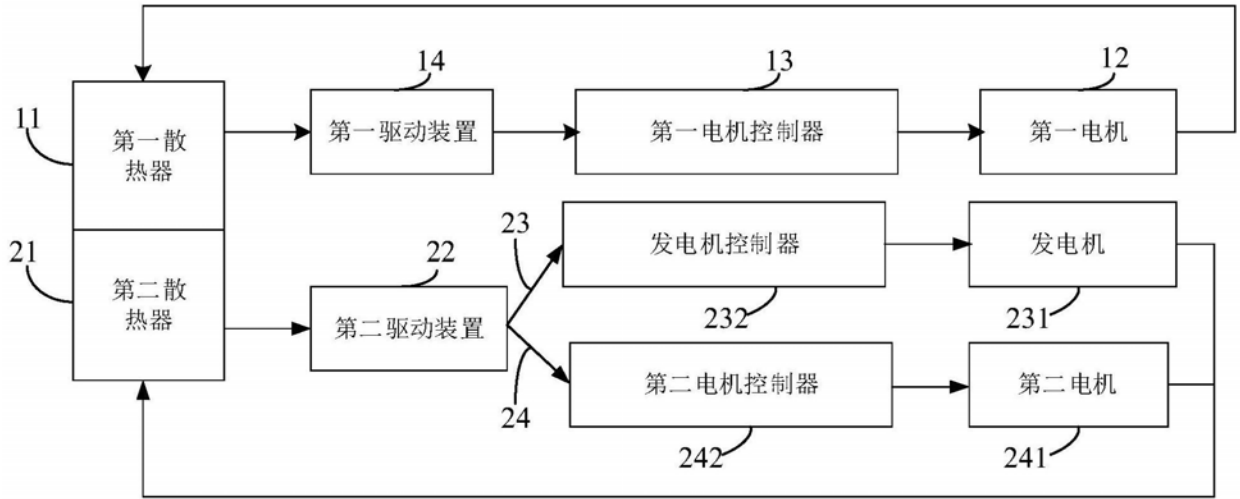 14
13
12
11
第一散
热器
第一驱动装置
第一电机控制器
第一电机
21
第二散
热器
22
第二驱动装置
23
发电机控制器
发电机
232
231
24
第二电机控制器
第二电机
242
241